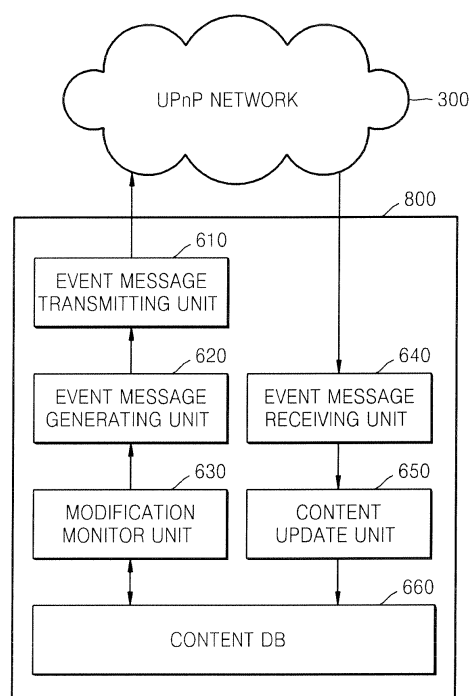 UPnP NETWORK
300
800
610
EVENT MESSAGE
TRANSMITTING UNIT
620
EVENT MESSAGE
GENERATING UNIT
640
EVENT MESSAGE
RECEIVING UNIT
630
MODIFICATION
MONITOR UNIT
650
CONTENT
UPDATE UNIT
660
CONTENT DB